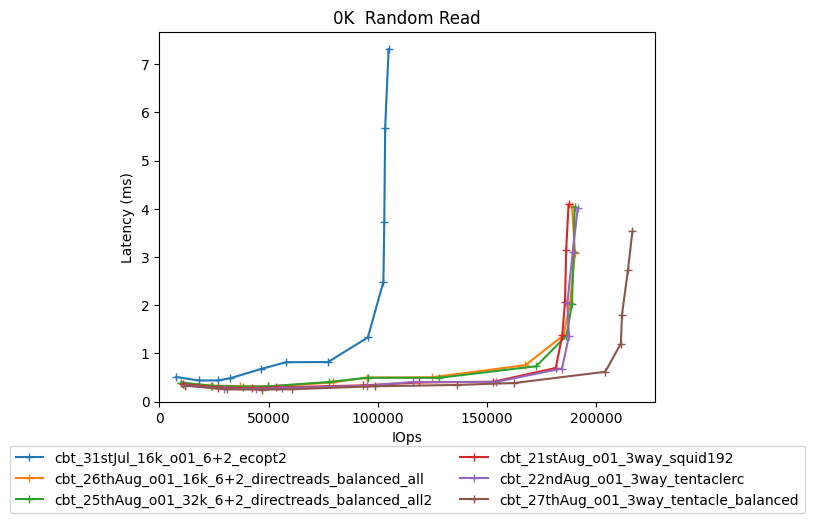 0K  Random Read
Latency (ms)
7
6
5
4
3
2
1
0
0 50000 100000 150000 200000
IOps
cbt_31stJul_16k_o01_6+2_ecopt2
cbt_26thAug_o01_16k_6+2_directreads_balanced_all
cbt_25thAug_o01_32k_6+2_directreads_balanced_all2
cbt_21stAug_o01_3way_squid192
cbt_22ndAug_o01_3way_tentaclerc
cbt_27thAug_o01_3way_tentacle_balanced